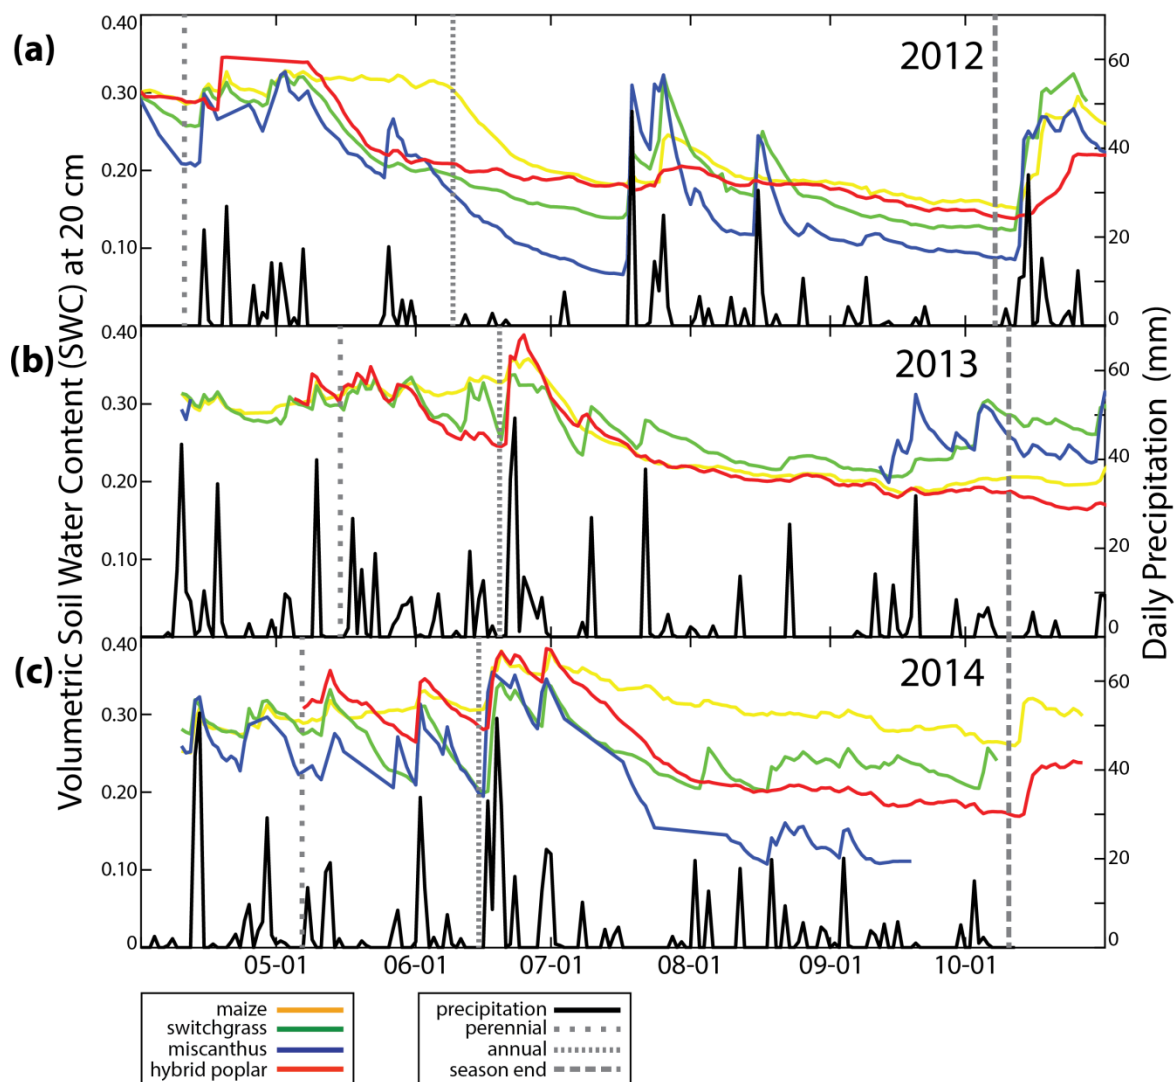 (a)
2012
0.40
0.30
0.20
0.10
60
40
20
0
(b)
2013
0.40
0.30
0.20
0.10
60
40
20
0
(c)
2014
0.40
0.30
0.20
0.10
0
60
40
20
0
Volumetric Soil Water Content (SWC) at 20 cm
Daily Precipitation (mm)
05-01 06-01 07-01 08-01 09-01 10-01
maize
switchgrass
miscanthus
hybrid poplar
precipitation
perennial
annual
season end